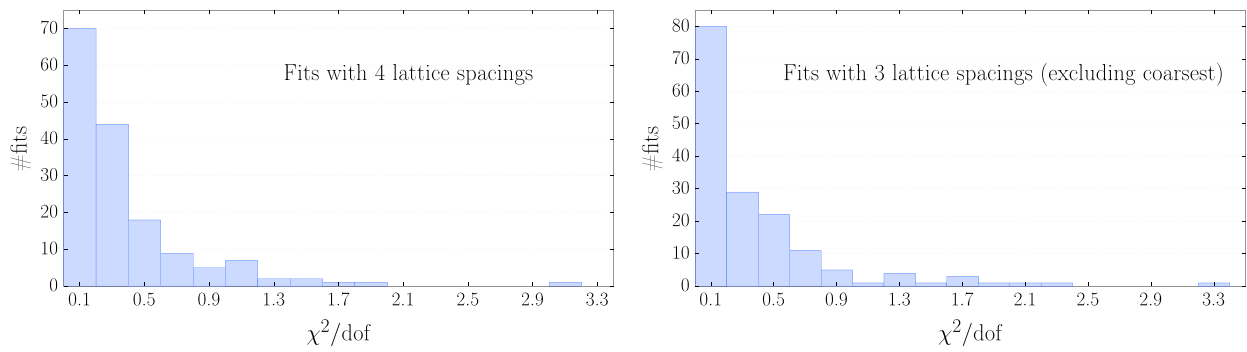 70
60
50
40
30
20
10
0
#fits
Fits with 4 lattice spacings
0.1 0.5 0.9 1.3 1.7 2.1 2.5 2.9 3.3
χ²/dof
80
70
60
50
40
30
20
10
0
#fits
Fits with 3 lattice spacings (excluding coarsest)
0.1 0.5 0.9 1.3 1.7 2.1 2.5 2.9 3.3
χ²/dof